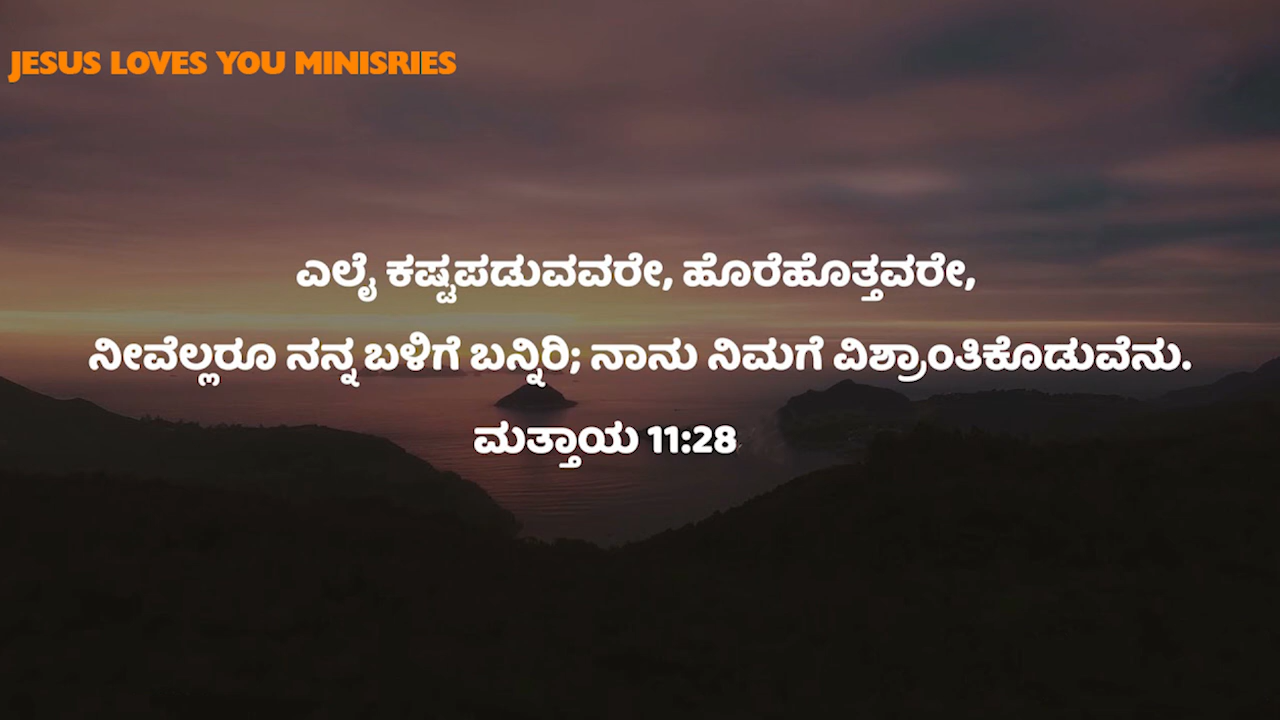 JESUS LOVES YOU MINISRIES
ಎಲೈ ಕಷ್ಟಪಡುವವರೇ, ಹೊರೆಹೊತ್ತವರೇ,
ನೀವೆಲ್ಲರೂ ನನ್ನ ಬಳಿಗೆ ಬನ್ನಿರಿ; ನಾನು ನಿಮಗೆ ವಿಶ್ರಾಂತಿಕೊಡುವೆನು.
ಮತ್ತಾಯ 11:28